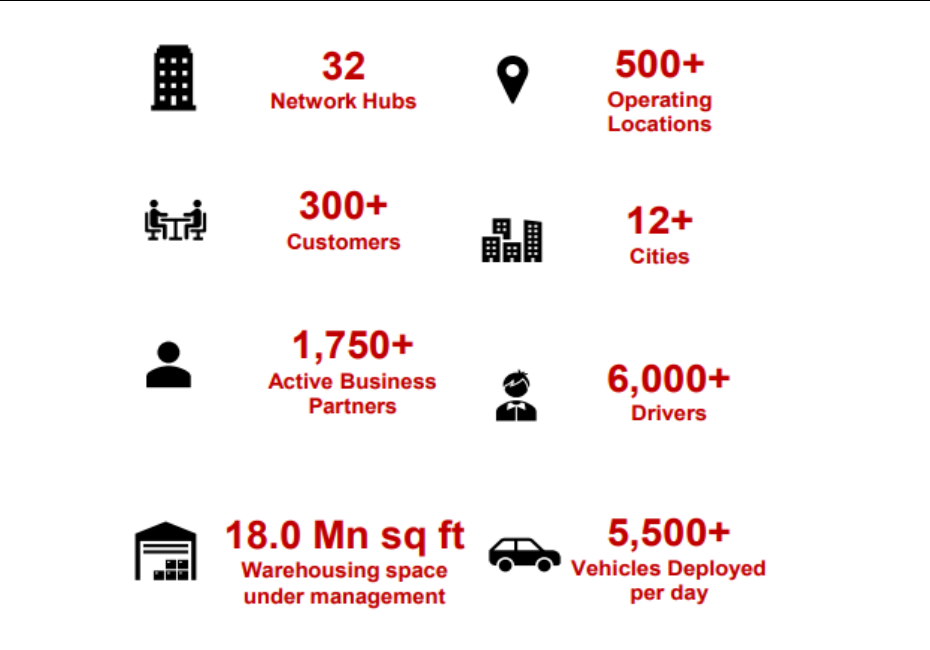 32
Network Hubs
500+
Operating
Locations
300+
Customers
12+
Cities
1,750+
Active Business
Partners
6,000+
Drivers
18.0 Mn sq ft
Warehousing space
under management
5,500+
Vehicles Deployed
per day